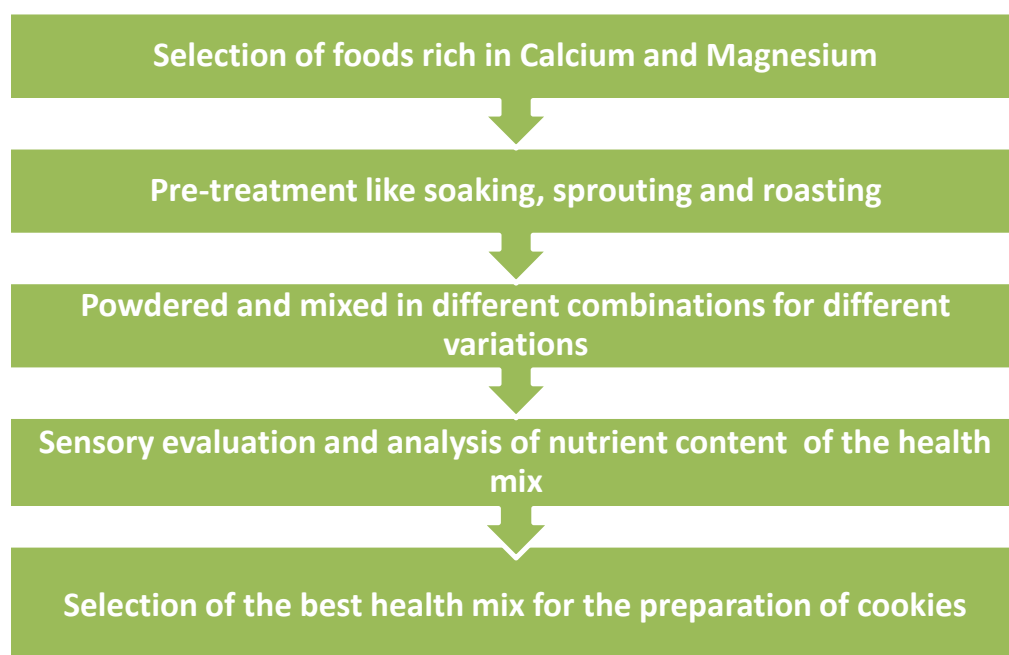 Selection of foods rich in Calcium and Magnesium
Pre-treatment like soaking, sprouting and roasting
Powdered and mixed in different combinations for different
variations
Sensory evaluation and analysis of nutrient content  of the health
mix
Selection of the best health mix for the preparation of cookies